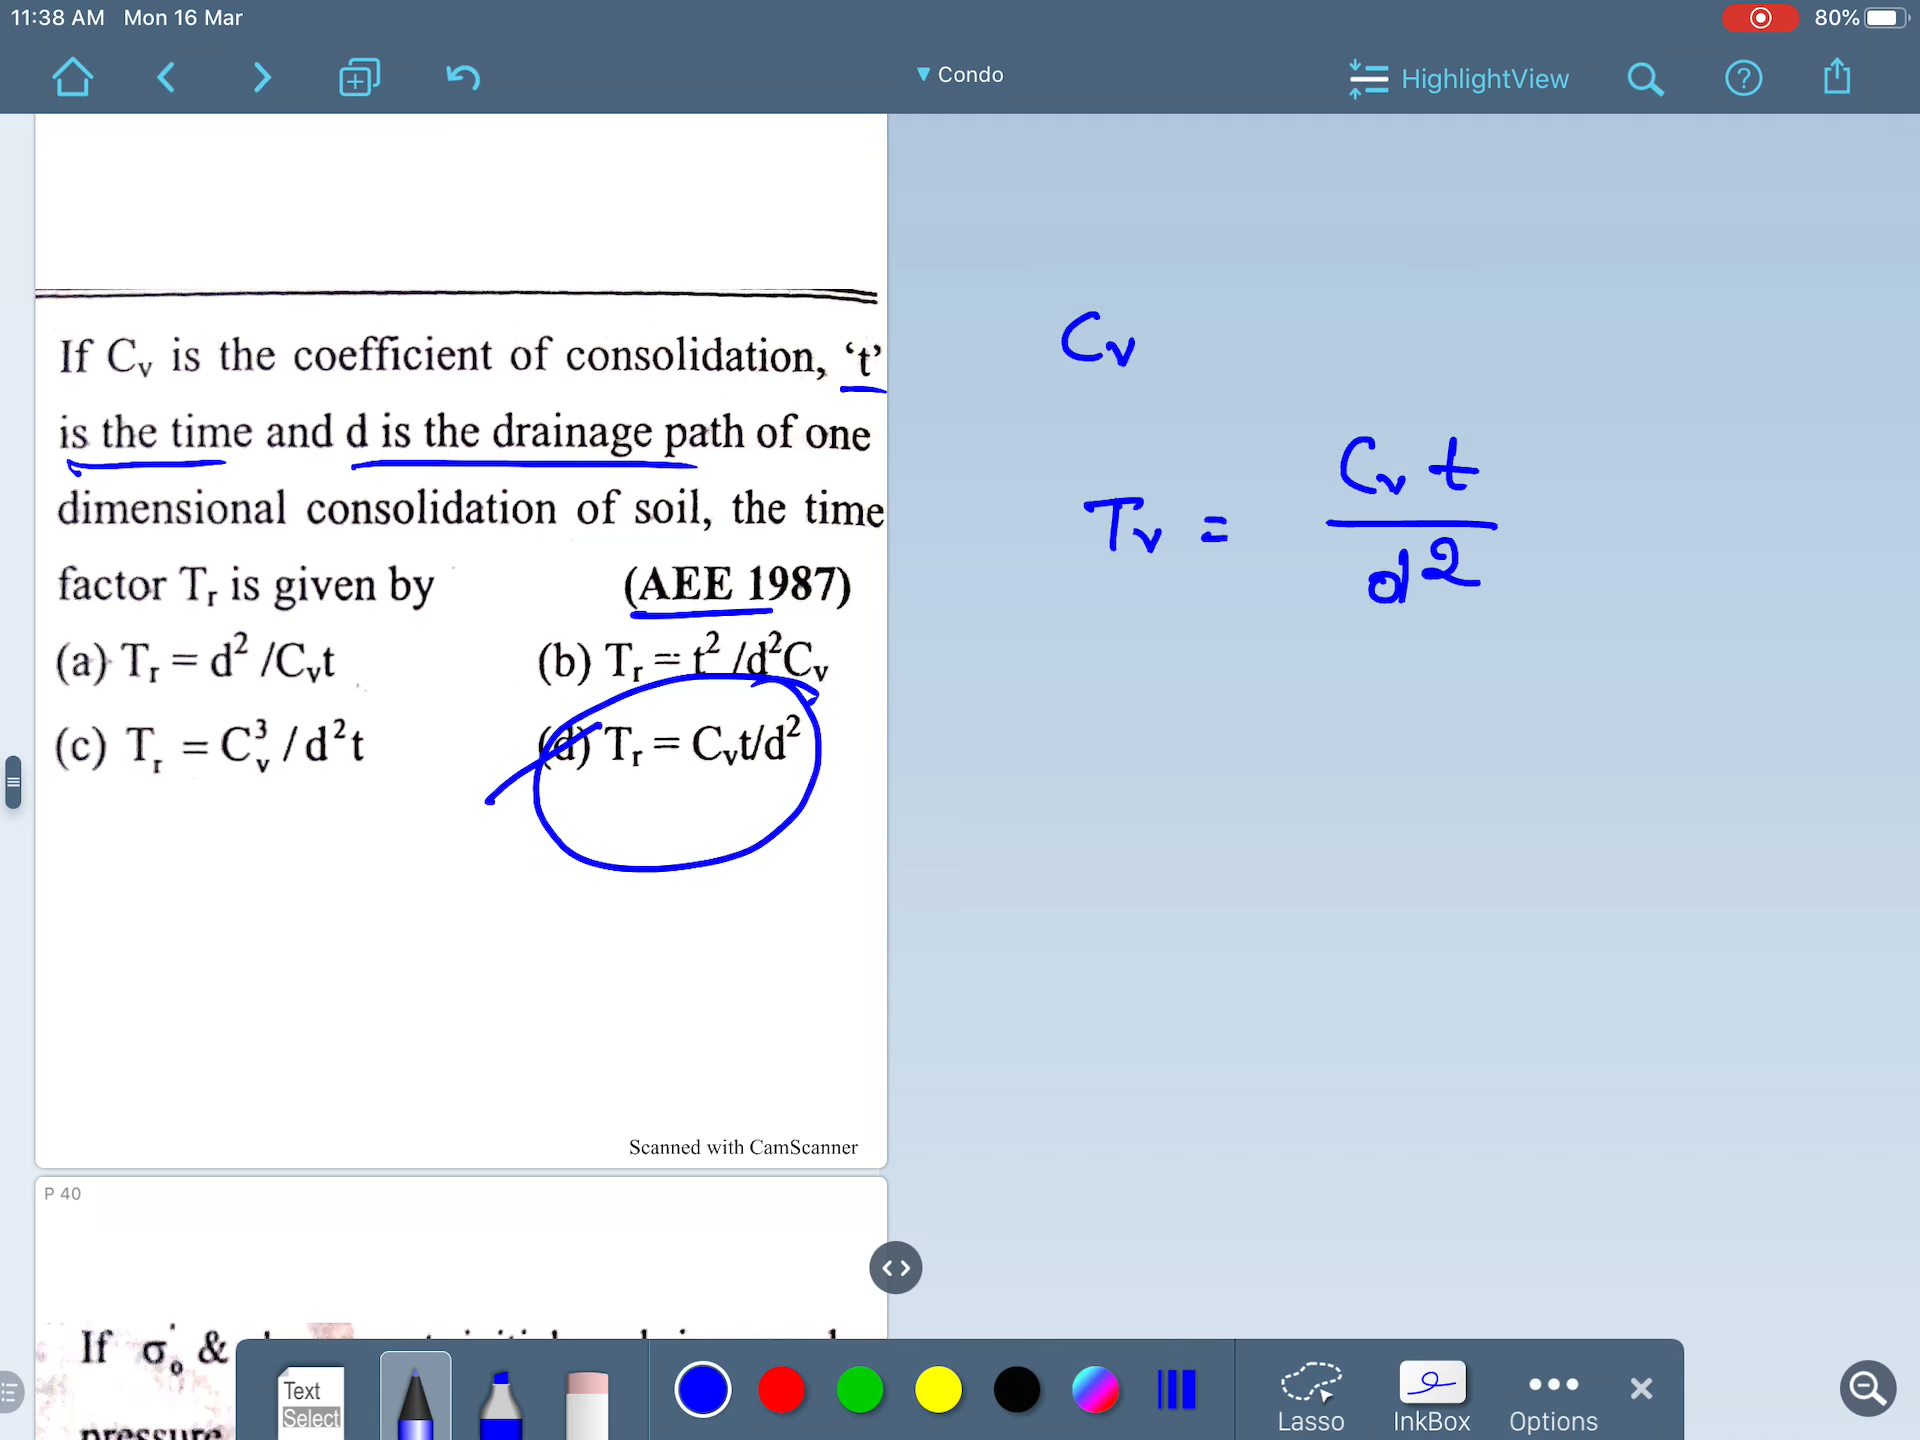 11:38 AM Mon 16 Mar
80%
Condo
HighlightView
If Cᵥ is the coefficient of consolidation, ‘t’
is the time and d is the drainage path of one
dimensional consolidation of soil, the time
factor Tᵣ is given by (AEE 1987)
(a) Tᵣ = d² /Cᵥt (b) Tᵣ = t² /d²Cᵥ
(c) Tᵣ = Cᵥ³ / d²t (d) Tᵣ = Cᵥt/d²
Scanned with CamScanner
Cᵥ
Cᵥ t
Tᵥ =
d²
P 40
If σ₀ &
pressure
Text
Select
Lasso
InkBox
Options